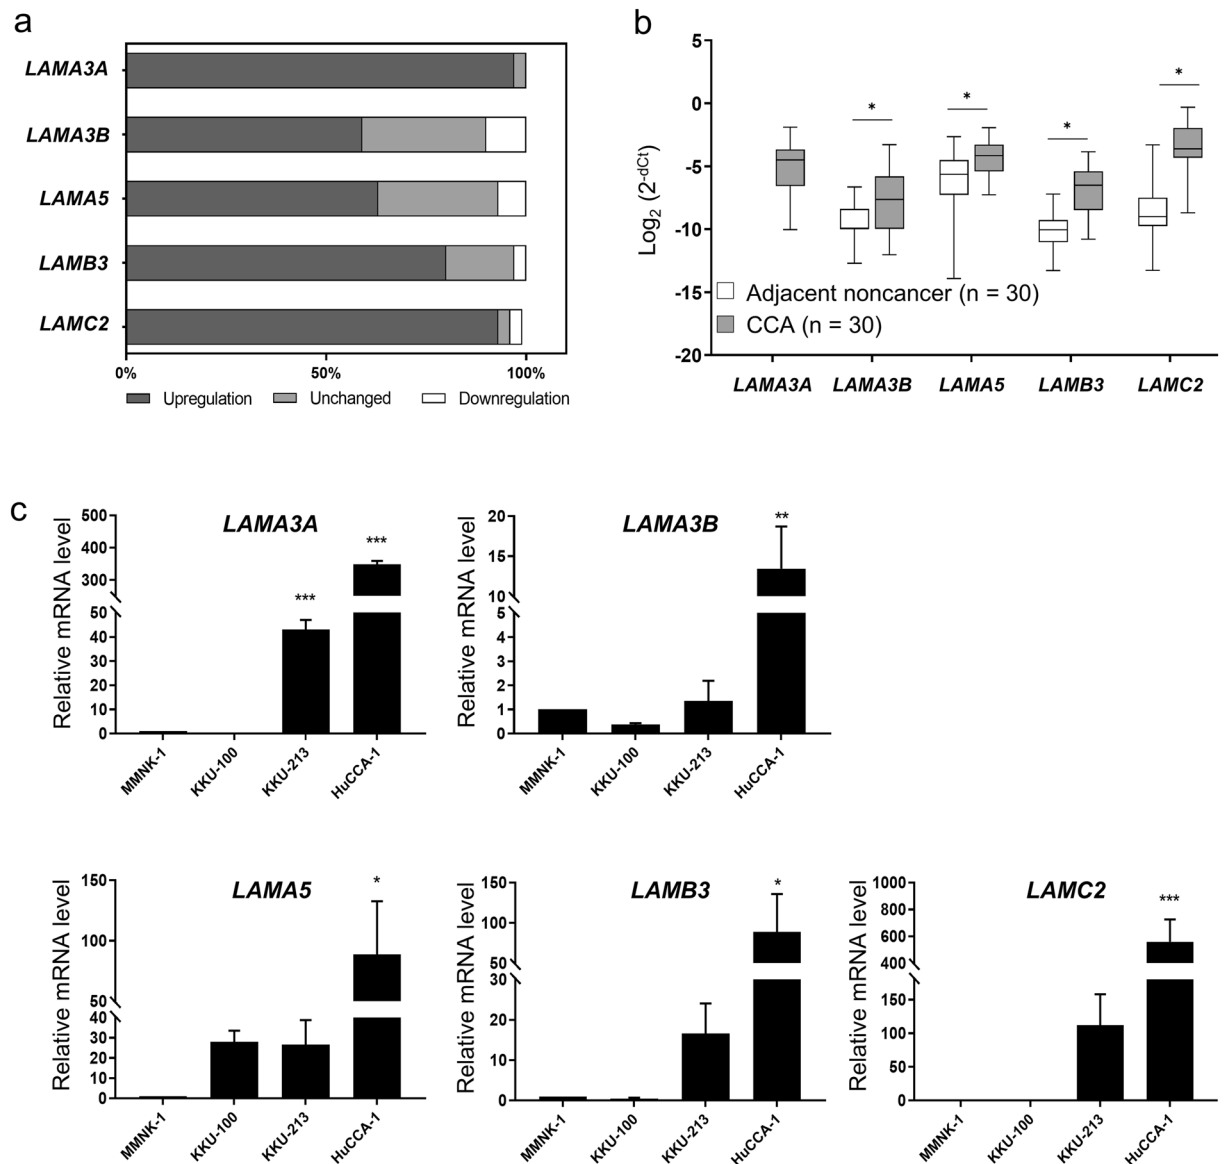 a
LAMA3A
LAMA3B
LAMA5
LAMB3
LAMC2
0% 50% 100%
Upregulation Unchanged Downregulation
b
Log2 (2-dCt)
5
0
-5
-10
-15
-20
* * * *
Adjacent noncancer (n = 30)
CCA (n = 30)
LAMA3A LAMA3B LAMA5 LAMB3 LAMC2
c
LAMA3A
Relative mRNA level
500
400
300
50
40
30
20
10
0
*** ***
MMNK-1 KKU-100 KKU-213 HuCCA-1
LAMA3B
Relative mRNA level
20
15
10
5
4
3
2
1
0
**
MMNK-1 KKU-100 KKU-213 HuCCA-1
LAMA5
Relative mRNA level
150
100
50
40
30
20
10
0
*
MMNK-1 KKU-100 KKU-213 HuCCA-1
LAMB3
Relative mRNA level
150
100
50
30
20
10
0
*
MMNK-1 KKU-100 KKU-213 HuCCA-1
LAMC2
Relative mRNA level
1000
800
600
400
150
100
50
0
***
MMNK-1 KKU-100 KKU-213 HuCCA-1